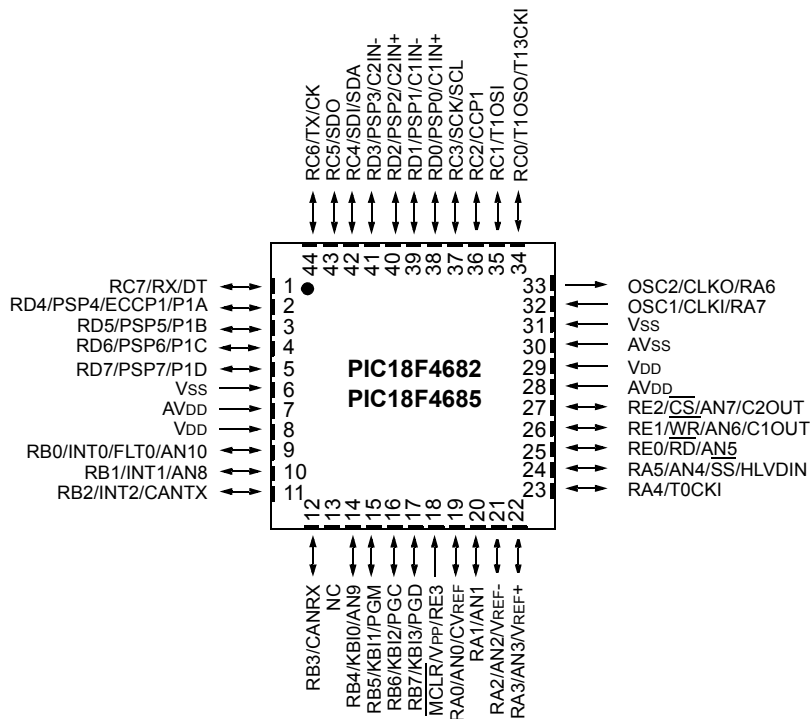 RC6/TX/CK
RC5/SDO
RC4/SDI/SDA
RD3/PSP3/C2IN-
RD2/PSP2/C2IN+
RD1/PSP1/C1IN-
RD0/PSP0/C1IN+
RC3/SCK/SCL
RC2/CCP1
RC1/T1OSI
RC0/T1OSO/T13CKI
44 43 42 41 40 39 38 37 36 35 34
RC7/RX/DT 1
RD4/PSP4/ECCP1/P1A 2
RD5/PSP5/P1B 3
RD6/PSP6/P1C 4
RD7/PSP7/P1D 5
VSS 6
AVDD 7
VDD 8
RB0/INT0/FLT0/AN10 9
RB1/INT1/AN8 10
RB2/INT2/CANTX 11
PIC18F4682
PIC18F4685
33 OSC2/CLKO/RA6
32 OSC1/CLKI/RA7
31 VSS
30 AVSS
29 VDD
28 AVDD
27 RE2/CS/AN7/C2OUT
26 RE1/WR/AN6/C1OUT
25 RE0/RD/AN5
24 RA5/AN4/SS/HLVDIN
23 RA4/T0CKI
12 13 14 15 16 17 18 19 20 21 22
RB3/CANRX
NC
RB4/KBI0/AN9
RB5/KBI1/PGM
RB6/KBI2/PGC
RB7/KBI3/PGD
MCLR/VPP/RE3
RA0/AN0/CVREF
RA1/AN1
RA2/AN2/VREF-
RA3/AN3/VREF+